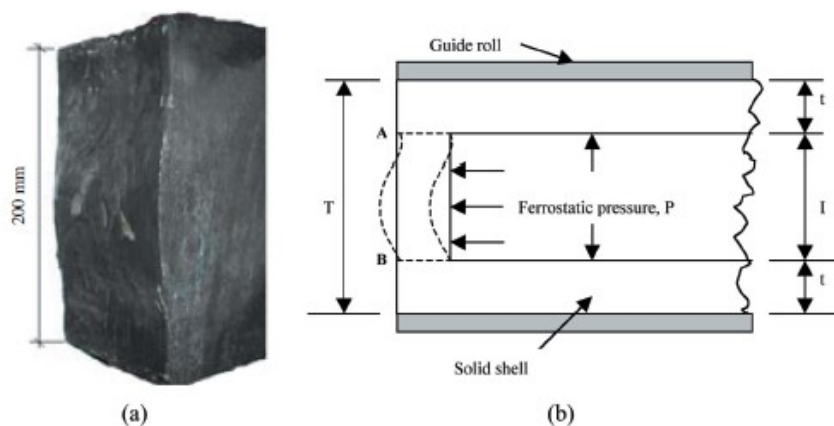 200 mm
(a)
Guide roll
A
T
B
Ferrostatic pressure, P
t
I
t
Solid shell
(b)